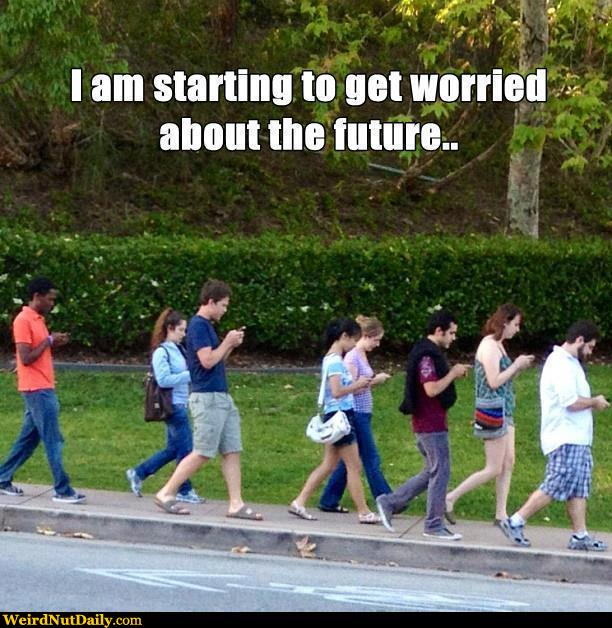 I am starting to get worried
about the future..
WeirdNutDaily.com